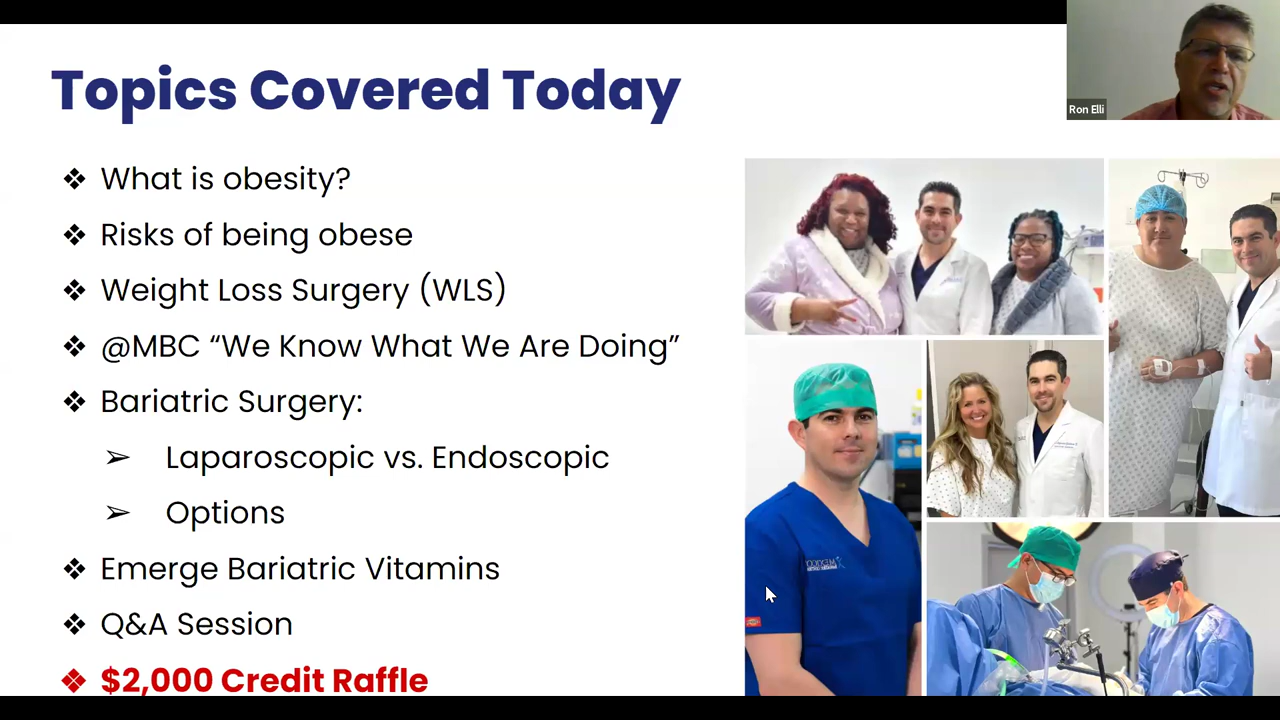 Topics Covered Today
Ron Elli
❖ What is obesity?
❖ Risks of being obese
❖ Weight Loss Surgery (WLS)
❖ @MBC “We Know What We Are Doing”
❖ Bariatric Surgery:
➢ Laparoscopic vs. Endoscopic
➢ Options
❖ Emerge Bariatric Vitamins
❖ Q&A Session
❖ $2,000 Credit Raffle